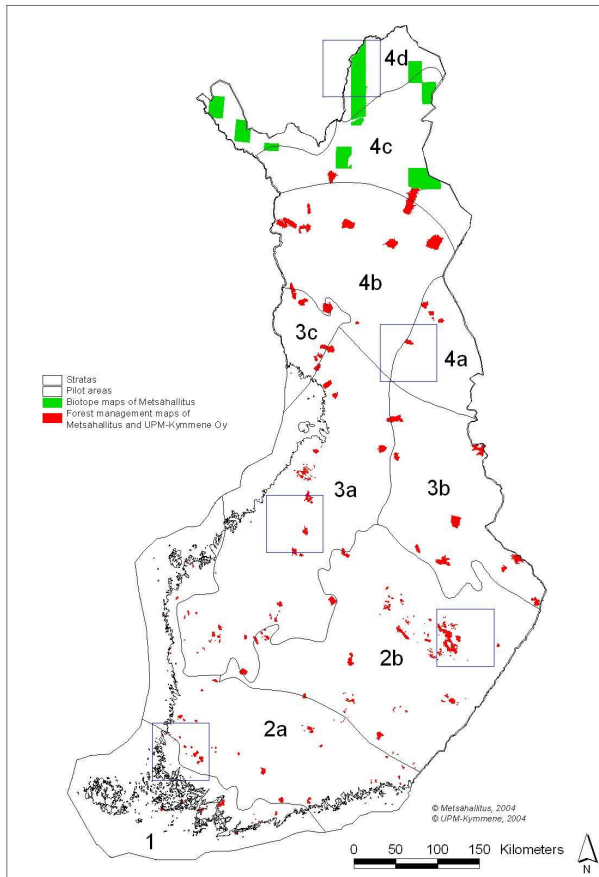 4d
4c
4b
3c
4a
Stratas
Pilot areas
Biotope maps of Metsähallitus
Forest management maps of
Metsähallitus and UPM-Kymmene Oy
3a
3b
2b
2a
1
© Metsähallitus, 2004
© UPM-Kymmene, 2004
0 50 100 150 Kilometers
N